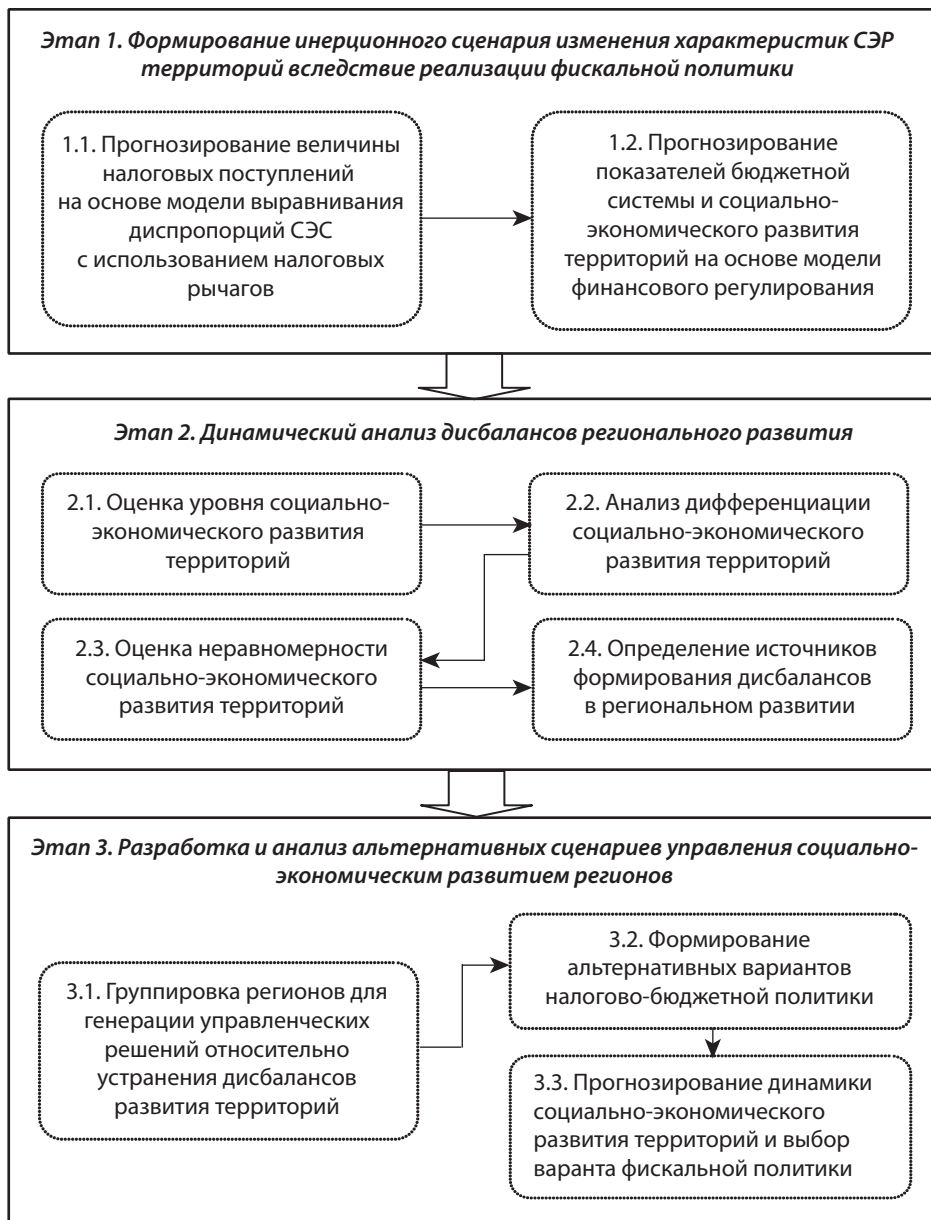 Этап 1. Формирование инерционного сценария изменения характеристик СЭР
территорий вследствие реализации фискальной политики
1.1. Прогнозирование величины
налоговых поступлений
на основе модели выравнивания
диспропорций СЭС
с использованием налоговых
рычагов
1.2. Прогнозирование
показателей бюджетной
системы и социально-
экономического развития
территорий на основе модели
финансового регулирования
Этап 2. Динамический анализ дисбалансов регионального развития
2.1. Оценка уровня социально-
экономического развития
территорий
2.2. Анализ дифференциации
социально-экономического
развития территорий
2.3. Оценка неравномерности
социально-экономического
развития территорий
2.4. Определение источников
формирования дисбалансов
в региональном развитии
Этап 3. Разработка и анализ альтернативных сценариев управления социально-
экономическим развитием регионов
3.1. Группировка регионов для
генерации управленческих
решений относительно
устранения дисбалансов
развития территорий
3.2. Формирование
альтернативных вариантов
налогово-бюджетной политики
3.3. Прогнозирование динамики
социально-экономического
развития территорий и выбор
варанта фискальной политики